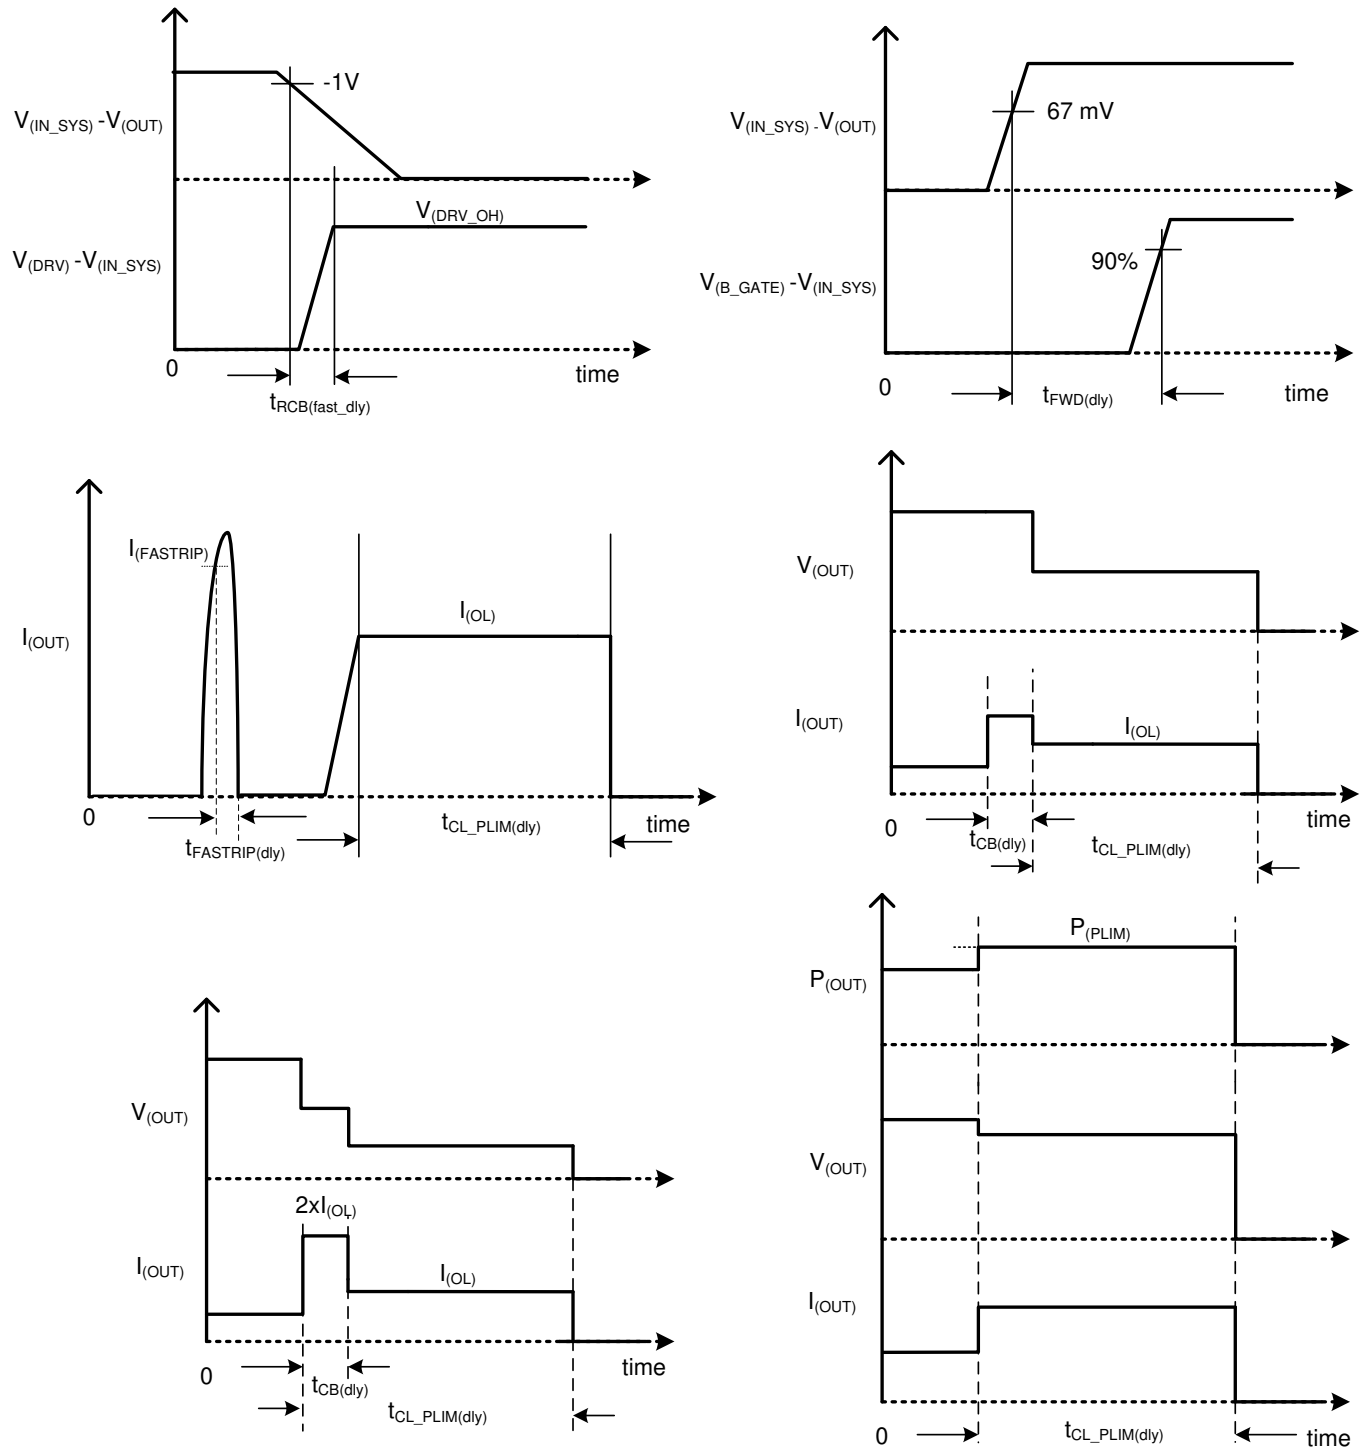 -1V
V(IN_SYS) -V(OUT)
V(DRV_OH)
V(DRV) -V(IN_SYS)
0
time
tRCB(fast_dly)
67 mV
V(IN_SYS) -V(OUT)
90%
V(B_GATE) -V(IN_SYS)
0
tFWD(dly)
time
I(FASTRIP)
I(OL)
I(OUT)
0
tFASTRIP(dly)
tCL_PLIM(dly)
time
V(OUT)
I(OUT)
I(OL)
0
tCB(dly)
tCL_PLIM(dly)
time
V(OUT)
2xI(OL)
I(OUT)
I(OL)
0
tCB(dly)
tCL_PLIM(dly)
time
P(PLIM)
P(OUT)
V(OUT)
I(OUT)
0
tCL_PLIM(dly)
time